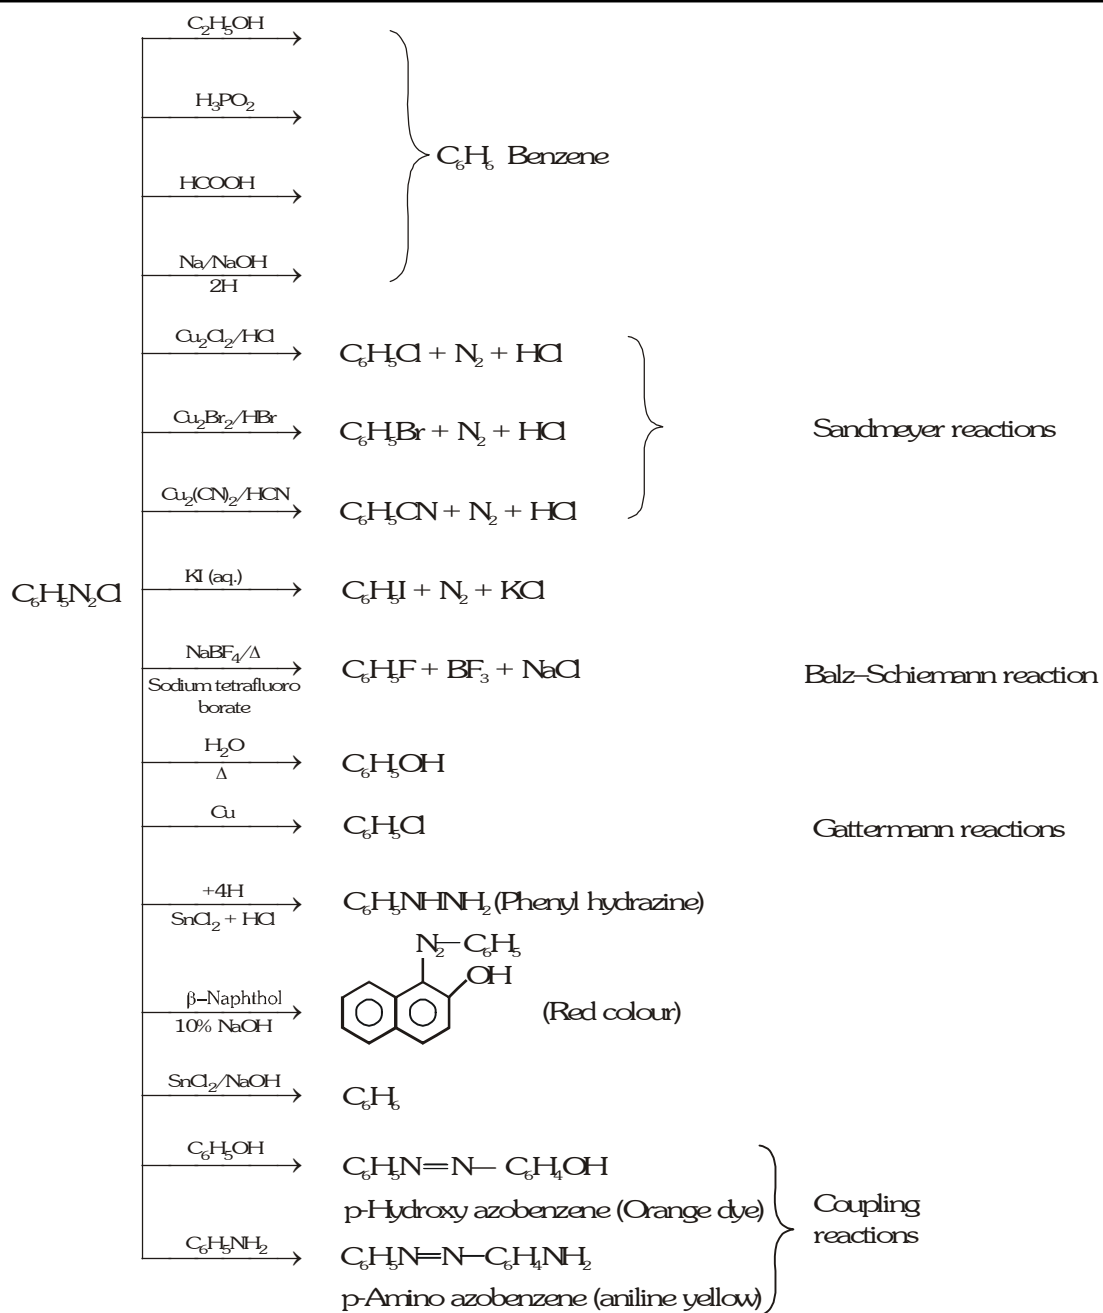 C₂H₅OH
H₃PO₂
C₆H₆ Benzene
HCOOH
Na/NaOH
2H
Cu₂Cl₂/HCl
C₆H₅Cl + N₂ + HCl
Cu₂Br₂/HBr
C₆H₅Br + N₂ + HCl
Sandmeyer reactions
Cu₂(CN)₂/HCN
C₆H₅CN + N₂ + HCl
C₆H₅N₂Cl
KI (aq.)
C₆H₅I + N₂ + KCl
NaBF₄/Δ
Sodium tetrafluoro
borate
C₆H₅F + BF₃ + NaCl
Balz–Schiemann reaction
H₂O
Δ
C₆H₅OH
Cu
C₆H₅Cl
Gattermann reactions
+4H
SnCl₂ + HCl
C₆H₅NHNH₂ (Phenyl hydrazine)
N₂–C₆H₅
OH
β–Naphthol
10% NaOH
(Red colour)
SnCl₂/NaOH
C₆H₆
C₆H₅OH
C₆H₅N=N– C₆H₄OH
p-Hydroxy azobenzene (Orange dye)
Coupling
reactions
C₆H₅NH₂
C₆H₅N=N–C₆H₄NH₂
p-Amino azobenzene (aniline yellow)